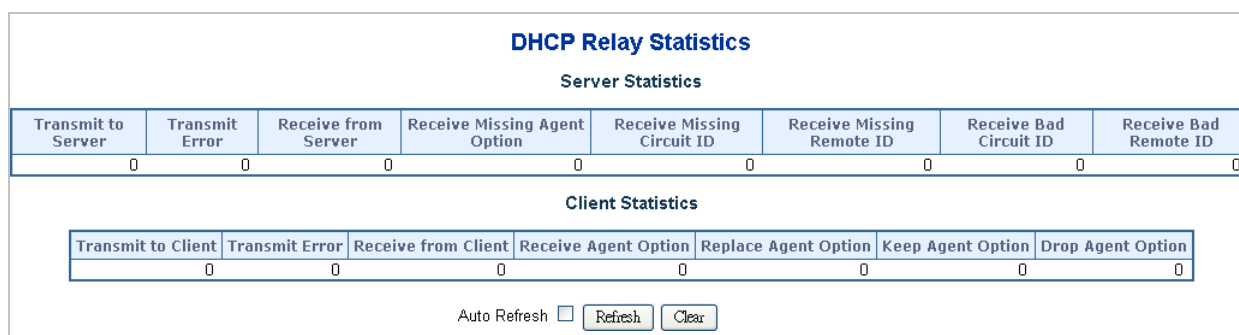 DHCP Relay Statistics
Server Statistics
Transmit to Server Transmit Error Receive from Server Receive Missing Agent Option Receive Missing Circuit ID Receive Missing Remote ID Receive Bad Circuit ID Receive Bad Remote ID
0 0 0 0 0 0 0 0
Client Statistics
Transmit to Client Transmit Error Receive from Client Receive Agent Option Replace Agent Option Keep Agent Option Drop Agent Option
0 0 0 0 0 0 0
Auto Refresh Refresh Clear